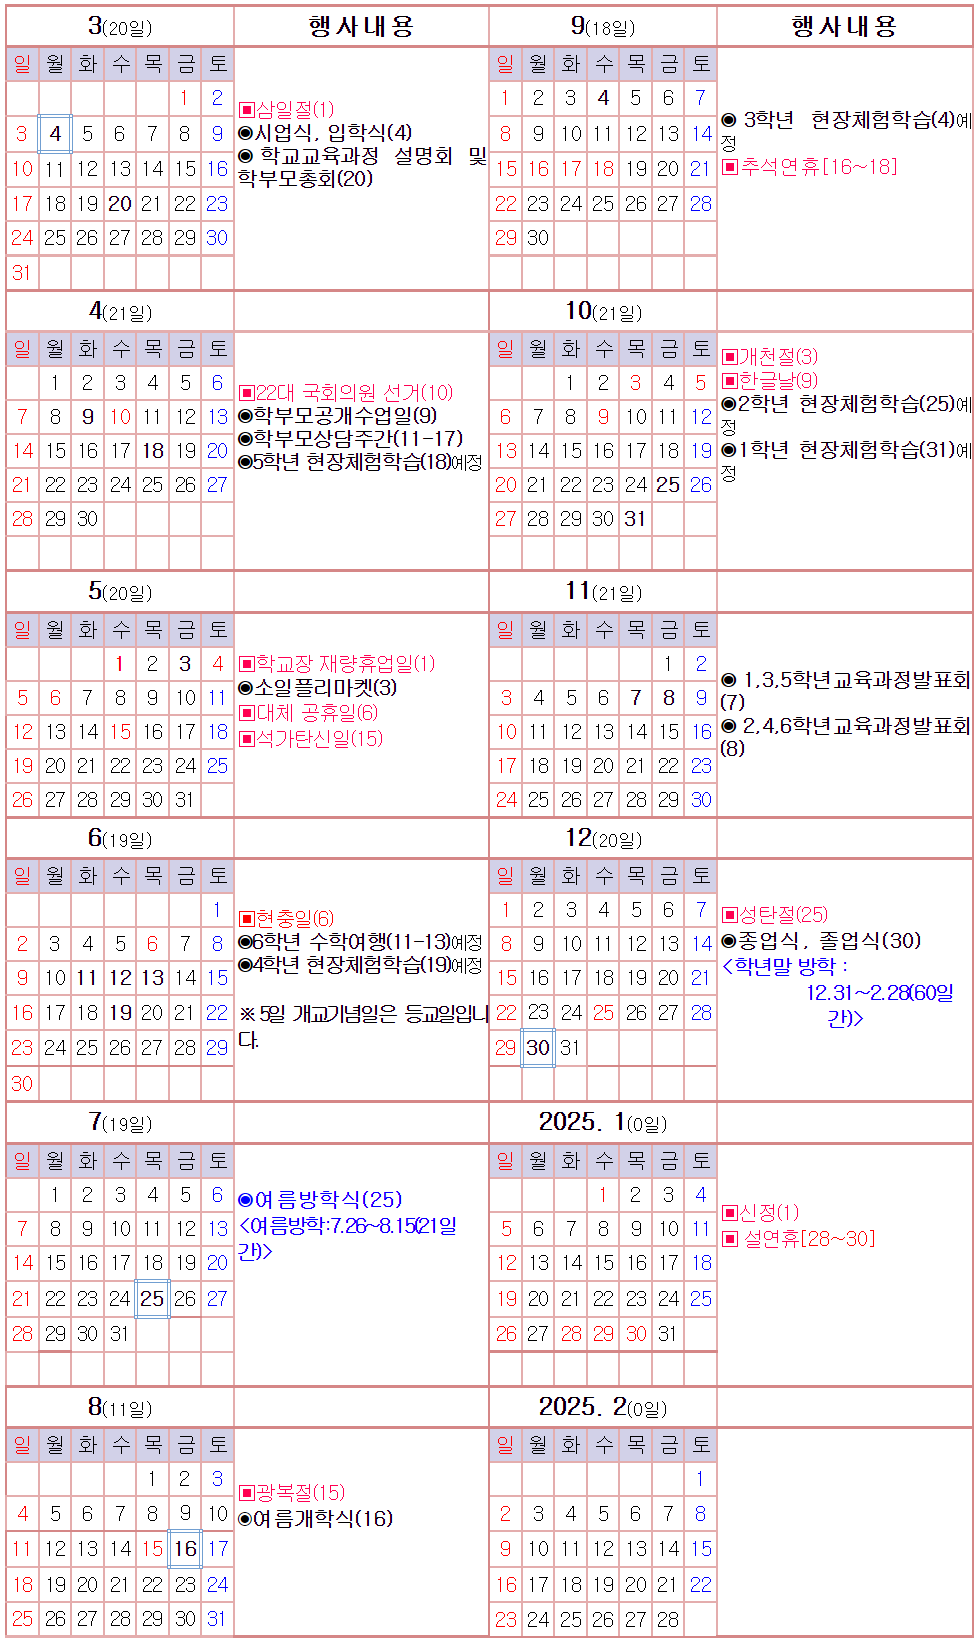 3(20일)
행사내용
일 월 화 수 목 금 토
1 2
3 4 5 6 7 8 9
10 11 12 13 14 15 16
17 18 19 20 21 22 23
24 25 26 27 28 29 30
31
▣삼일절(1)
◉시업식, 입학식(4)
◉ 학교교육과정 설명회 및
학부모총회(20)
9(18일)
행사내용
일 월 화 수 목 금 토
1 2 3 4 5 6 7
8 9 10 11 12 13 14
15 16 17 18 19 20 21
22 23 24 25 26 27 28
29 30
◉ 3학년 현장체험학습(4)예
정
▣추석연휴[16~18]
4(21일)
일 월 화 수 목 금 토
1 2 3 4 5 6
7 8 9 10 11 12 13
14 15 16 17 18 19 20
21 22 23 24 25 26 27
28 29 30
▣22대 국회의원 선거(10)
◉학부모공개수업일(9)
◉학부모상담주간(11-17)
◉5학년 현장체험학습(18)예정
10(21일)
일 월 화 수 목 금 토
1 2 3 4 5
6 7 8 9 10 11 12
13 14 15 16 17 18 19
20 21 22 23 24 25 26
27 28 29 30 31
▣개천절(3)
▣한글날(9)
◉2학년 현장체험학습(25)예
정
◉1학년 현장체험학습(31)예
정
5(20일)
일 월 화 수 목 금 토
1 2 3 4
5 6 7 8 9 10 11
12 13 14 15 16 17 18
19 20 21 22 23 24 25
26 27 28 29 30 31
▣학교장 재량휴업일(1)
◉소일플리마켓(3)
▣대체 공휴일(6)
▣석가탄신일(15)
11(21일)
일 월 화 수 목 금 토
1 2
3 4 5 6 7 8 9
10 11 12 13 14 15 16
17 18 19 20 21 22 23
24 25 26 27 28 29 30
◉ 1,3,5학년교육과정발표회
(7)
◉ 2,4,6학년교육과정발표회
(8)
6(19일)
일 월 화 수 목 금 토
1
2 3 4 5 6 7 8
9 10 11 12 13 14 15
16 17 18 19 20 21 22
23 24 25 26 27 28 29
30
▣현충일(6)
◉6학년 수학여행(11-13)예정
◉4학년 현장체험학습(19)예정
※ 5일 개교기념일은 등교일입니
다.
12(20일)
일 월 화 수 목 금 토
1 2 3 4 5 6 7
8 9 10 11 12 13 14
15 16 17 18 19 20 21
22 23 24 25 26 27 28
29 30 31
▣성탄절(25)
◉종업식, 졸업식(30)
<학년말 방학 :
12.31~2.28(60일
간)>
7(19일)
일 월 화 수 목 금 토
1 2 3 4 5 6
7 8 9 10 11 12 13
14 15 16 17 18 19 20
21 22 23 24 25 26 27
28 29 30 31
◉여름방학식(25)
<여름방학:7.26~8.15(21일
간)>
2025. 1(0일)
일 월 화 수 목 금 토
1 2 3 4
5 6 7 8 9 10 11
12 13 14 15 16 17 18
19 20 21 22 23 24 25
26 27 28 29 30 31
▣신정(1)
▣ 설연휴[28~30]
8(11일)
일 월 화 수 목 금 토
1 2 3
4 5 6 7 8 9 10
11 12 13 14 15 16 17
18 19 20 21 22 23 24
25 26 27 28 29 30 31
▣광복절(15)
◉여름개학식(16)
2025. 2(0일)
일 월 화 수 목 금 토
1
2 3 4 5 6 7 8
9 10 11 12 13 14 15
16 17 18 19 20 21 22
23 24 25 26 27 28